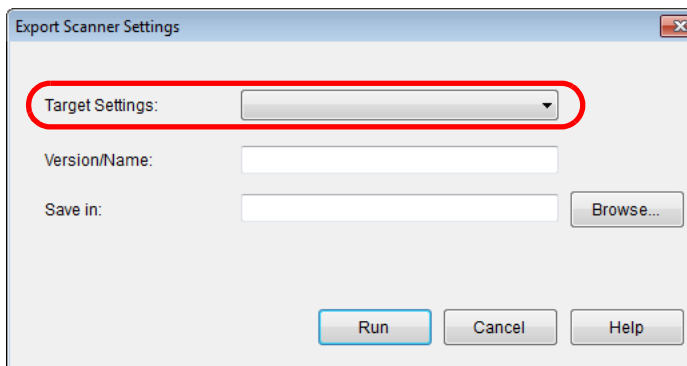 Export Scanner Settings
Target Settings:
Version/Name:
Save in:
Browse...
Run
Cancel
Help